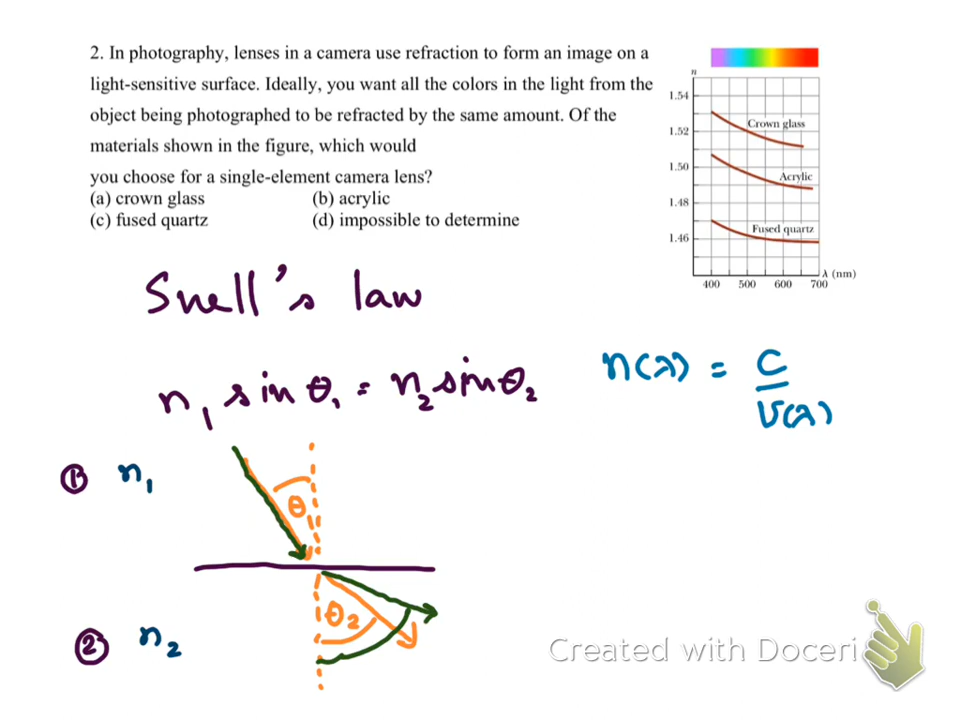 2. In photography, lenses in a camera use refraction to form an image on a
light-sensitive surface. Ideally, you want all the colors in the light from the
object being photographed to be refracted by the same amount. Of the
materials shown in the figure, which would
you choose for a single-element camera lens?
(a) crown glass (b) acrylic
(c) fused quartz (d) impossible to determine
n
1.54
1.52
1.50
1.48
1.46
Crown glass
Acrylic
Fused quartz
λ (nm)
400 500 600 700
Snell's law
n₁ sin θ₁ = n₂ sin θ₂
n(λ) = c
v(λ)
① n₁
θ₁
θ₂
② n₂
Created with Doceri